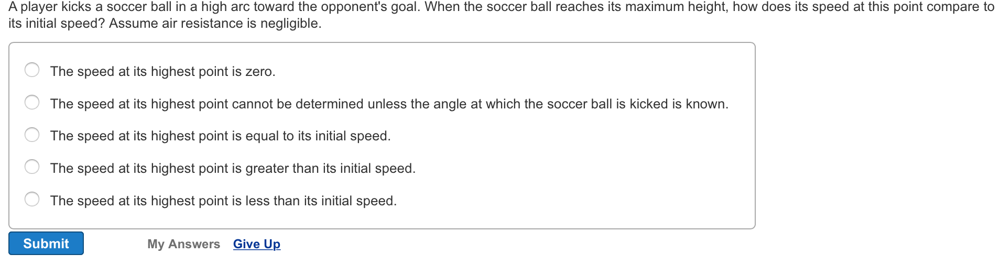 A player kicks a soccer ball in a high arc toward the opponent's goal. When the soccer ball reaches its maximum height, how does its speed at this point compare to
its initial speed? Assume air resistance is negligible.
The speed at its highest point is zero.
The speed at its highest point cannot be determined unless the angle at which the soccer ball is kicked is known.
The speed at its highest point is equal to its initial speed.
The speed at its highest point is greater than its initial speed.
The speed at its highest point is less than its initial speed.
Submit My Answers Give Up